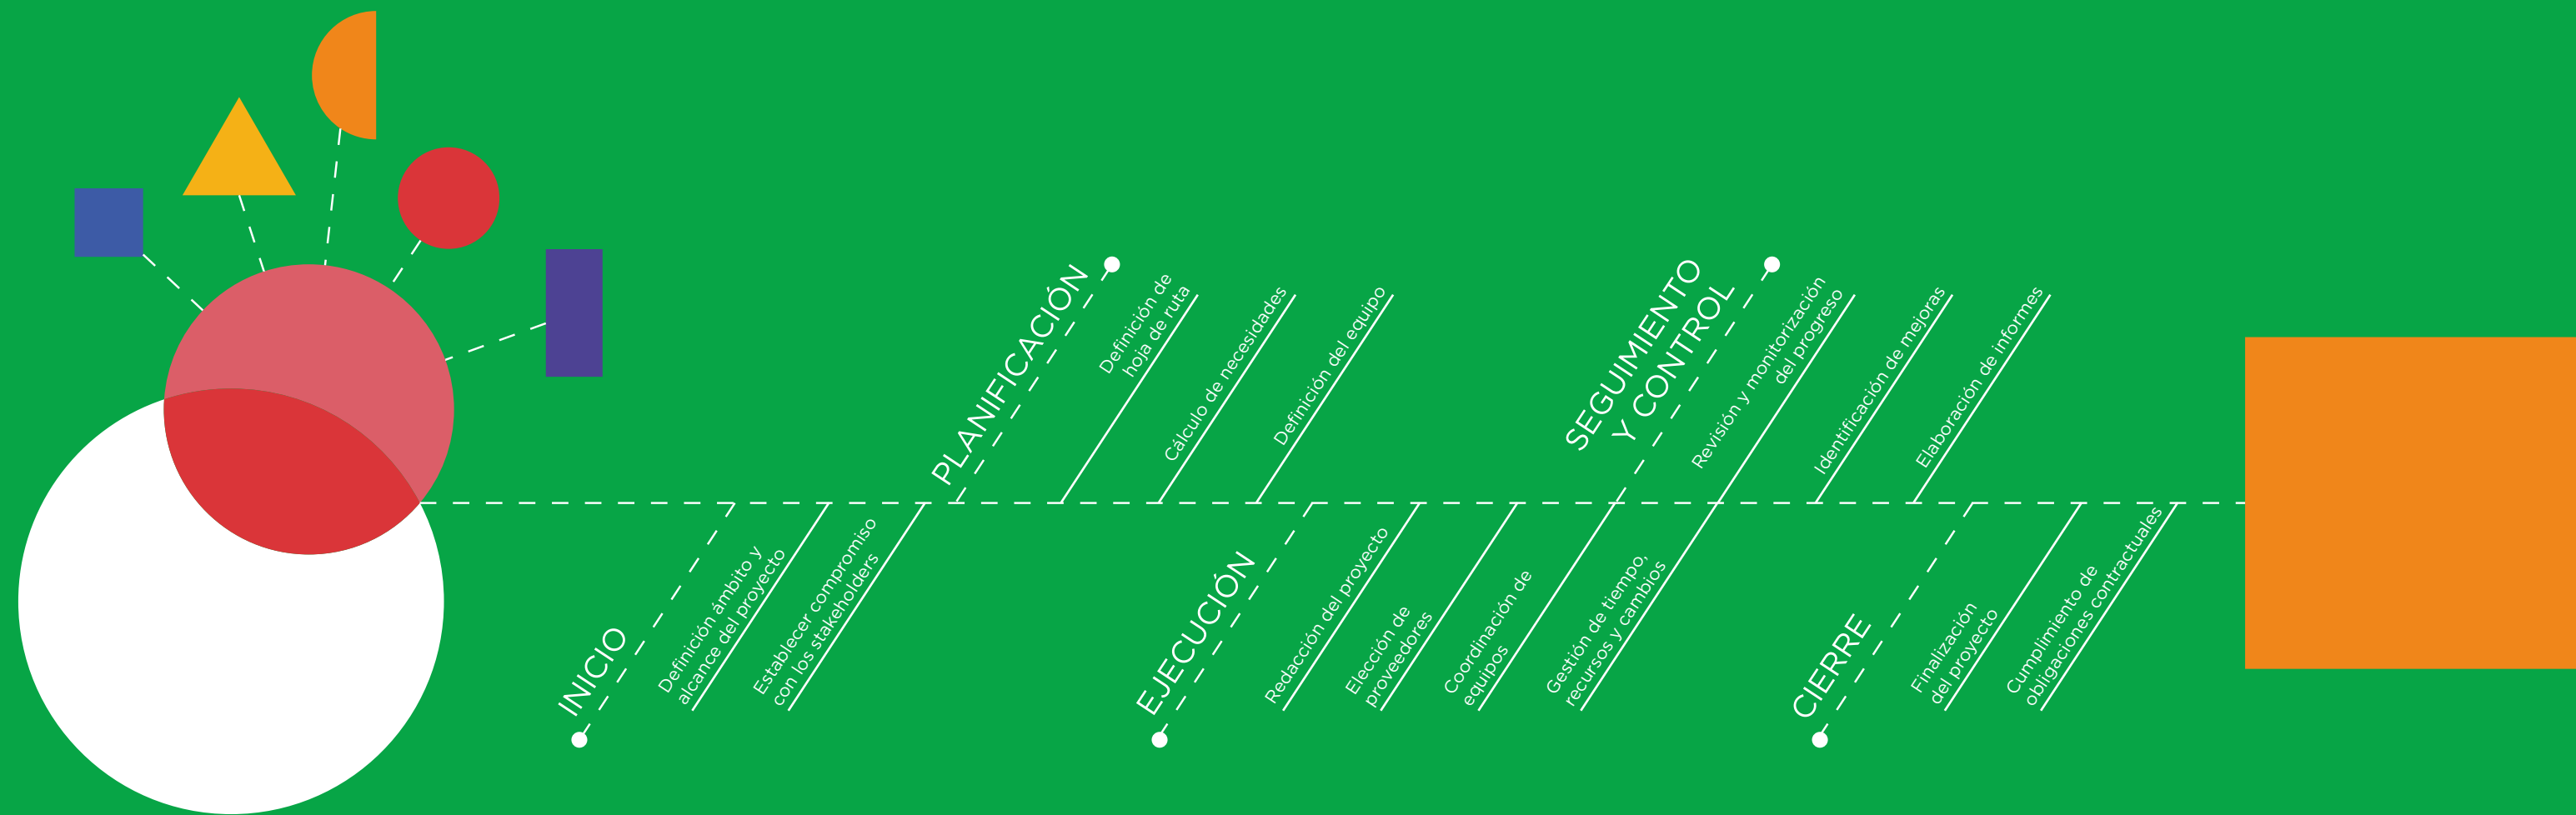 INICIO
Definición ámbito y
alcance del proyecto
Establecer compromiso
con los stakeholders
PLANIFICACIÓN
Definición de
hoja de ruta
Cálculo de necesidades
Definición del equipo
EJECUCIÓN
Redacción del proyecto
Elección de
proveedores
Coordinación de
equipos
Gestión de tiempo,
recursos y cambios
SEGUIMIENTO
Y CONTROL
Revisión y monitorización
del progreso
Identificación de mejoras
Elaboración de informes
CIERRE
Finalización
del proyecto
Cumplimiento de
obligaciones contractuales